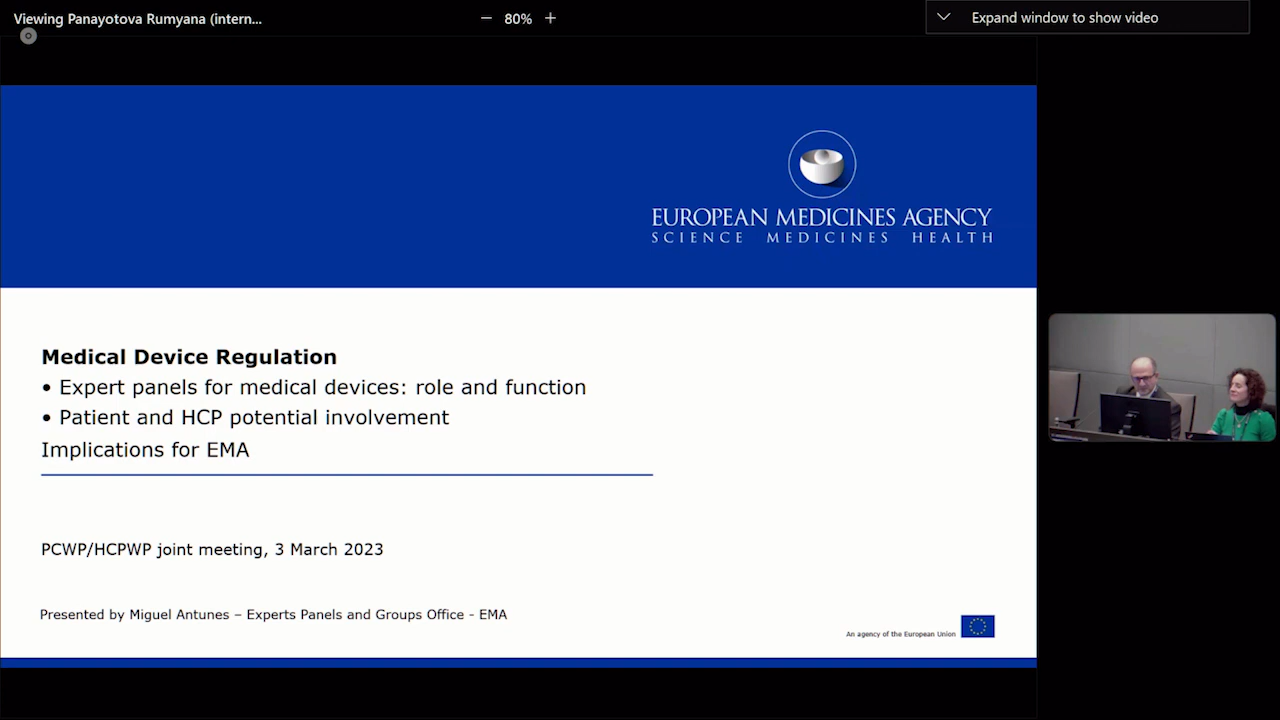 Viewing Panayotova Rumyana (intern...
80%
Expand window to show video
EUROPEAN MEDICINES AGENCY
SCIENCE MEDICINES HEALTH
Medical Device Regulation
• Expert panels for medical devices: role and function
• Patient and HCP potential involvement
Implications for EMA
PCWP/HCPWP joint meeting, 3 March 2023
Presented by Miguel Antunes – Experts Panels and Groups Office - EMA
An agency of the European Union